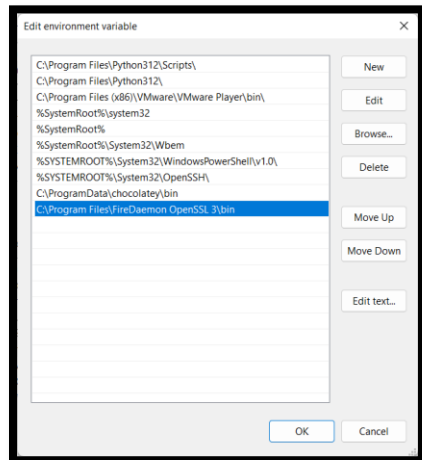 Edit environment variable
C:\Program Files\Python312\Scripts\
C:\Program Files\Python312\
C:\Program Files (x86)\VMware\VMware Player\bin\
%SystemRoot%\system32
%SystemRoot%
%SystemRoot%\System32\Wbem
%SYSTEMROOT%\System32\WindowsPowerShell\v1.0\
%SYSTEMROOT%\System32\OpenSSH\
C:\ProgramData\chocolatey\bin
C:\Program Files\FireDaemon OpenSSL 3\bin
New
Edit
Browse...
Delete
Move Up
Move Down
Edit text...
OK
Cancel